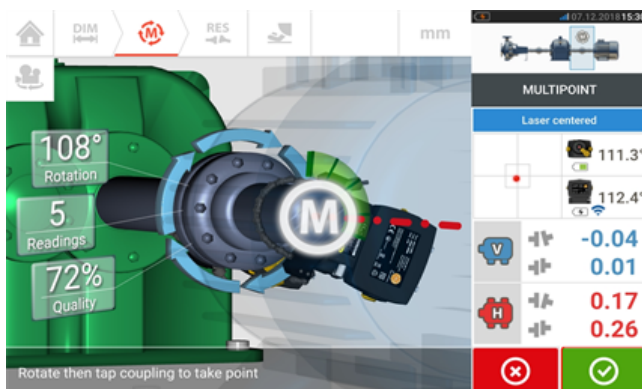 DIM
M
RES
mm
07.12.2018 15:30
M
MULTIPOINT
Laser centered
111.3°
112.4°
108°
Rotation
5
Readings
72%
Quality
M
V
-0.04
0.01
H
0.17
0.26
Rotate then tap coupling to take point